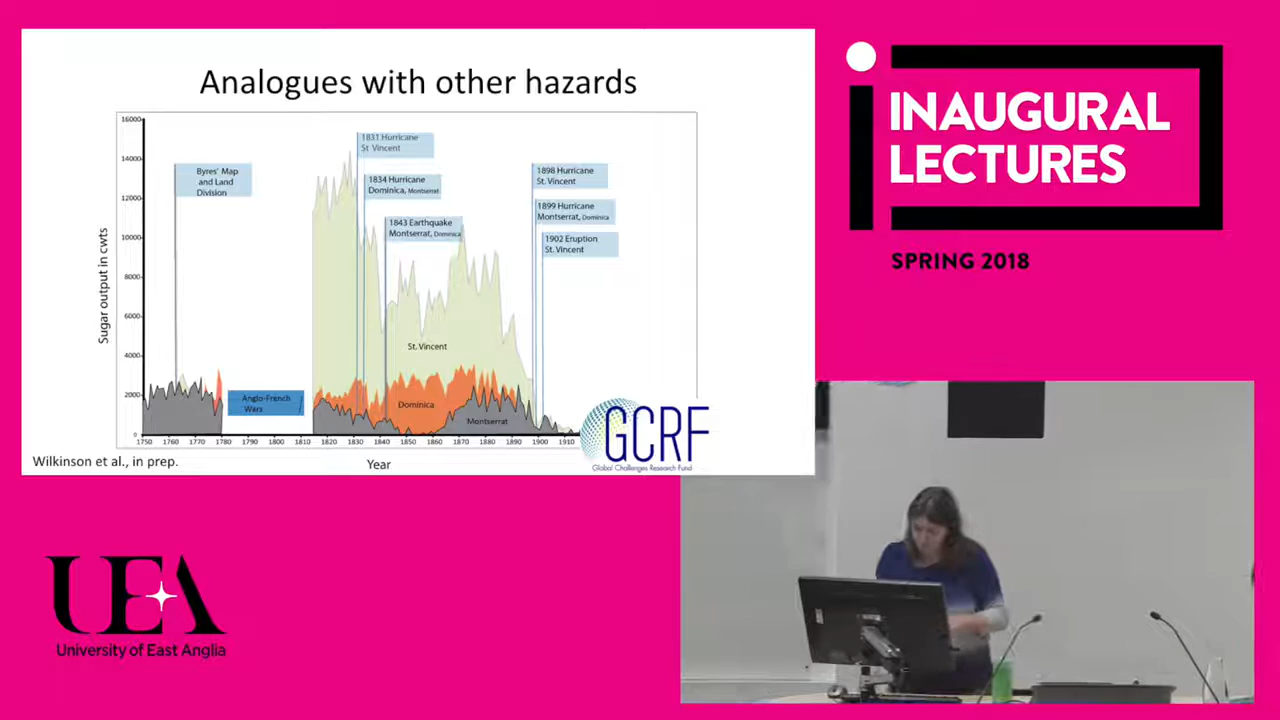 Analogues with other hazards
Sugar output in cwts
16000
14000
12000
10000
8000
6000
4000
2000
0
Byres' Map
and Land
Division
1831 Hurricane
St Vincent
1834 Hurricane
Dominica, Montserrat
1843 Earthquake
Montserrat, Dominica
1898 Hurricane
St. Vincent
1899 Hurricane
Montserrat, Dominica
1902 Eruption
St. Vincent
St. Vincent
Anglo-French
Wars
Dominica
Montserrat
1750 1760 1770 1780 1790 1800 1810 1820 1830 1840 1850 1860 1870 1880 1890 1900 1910
Year
Wilkinson et al., in prep.
GCRF
Global Challenges Research Fund
INAUGURAL
LECTURES
SPRING 2018
UEA
University of East Anglia